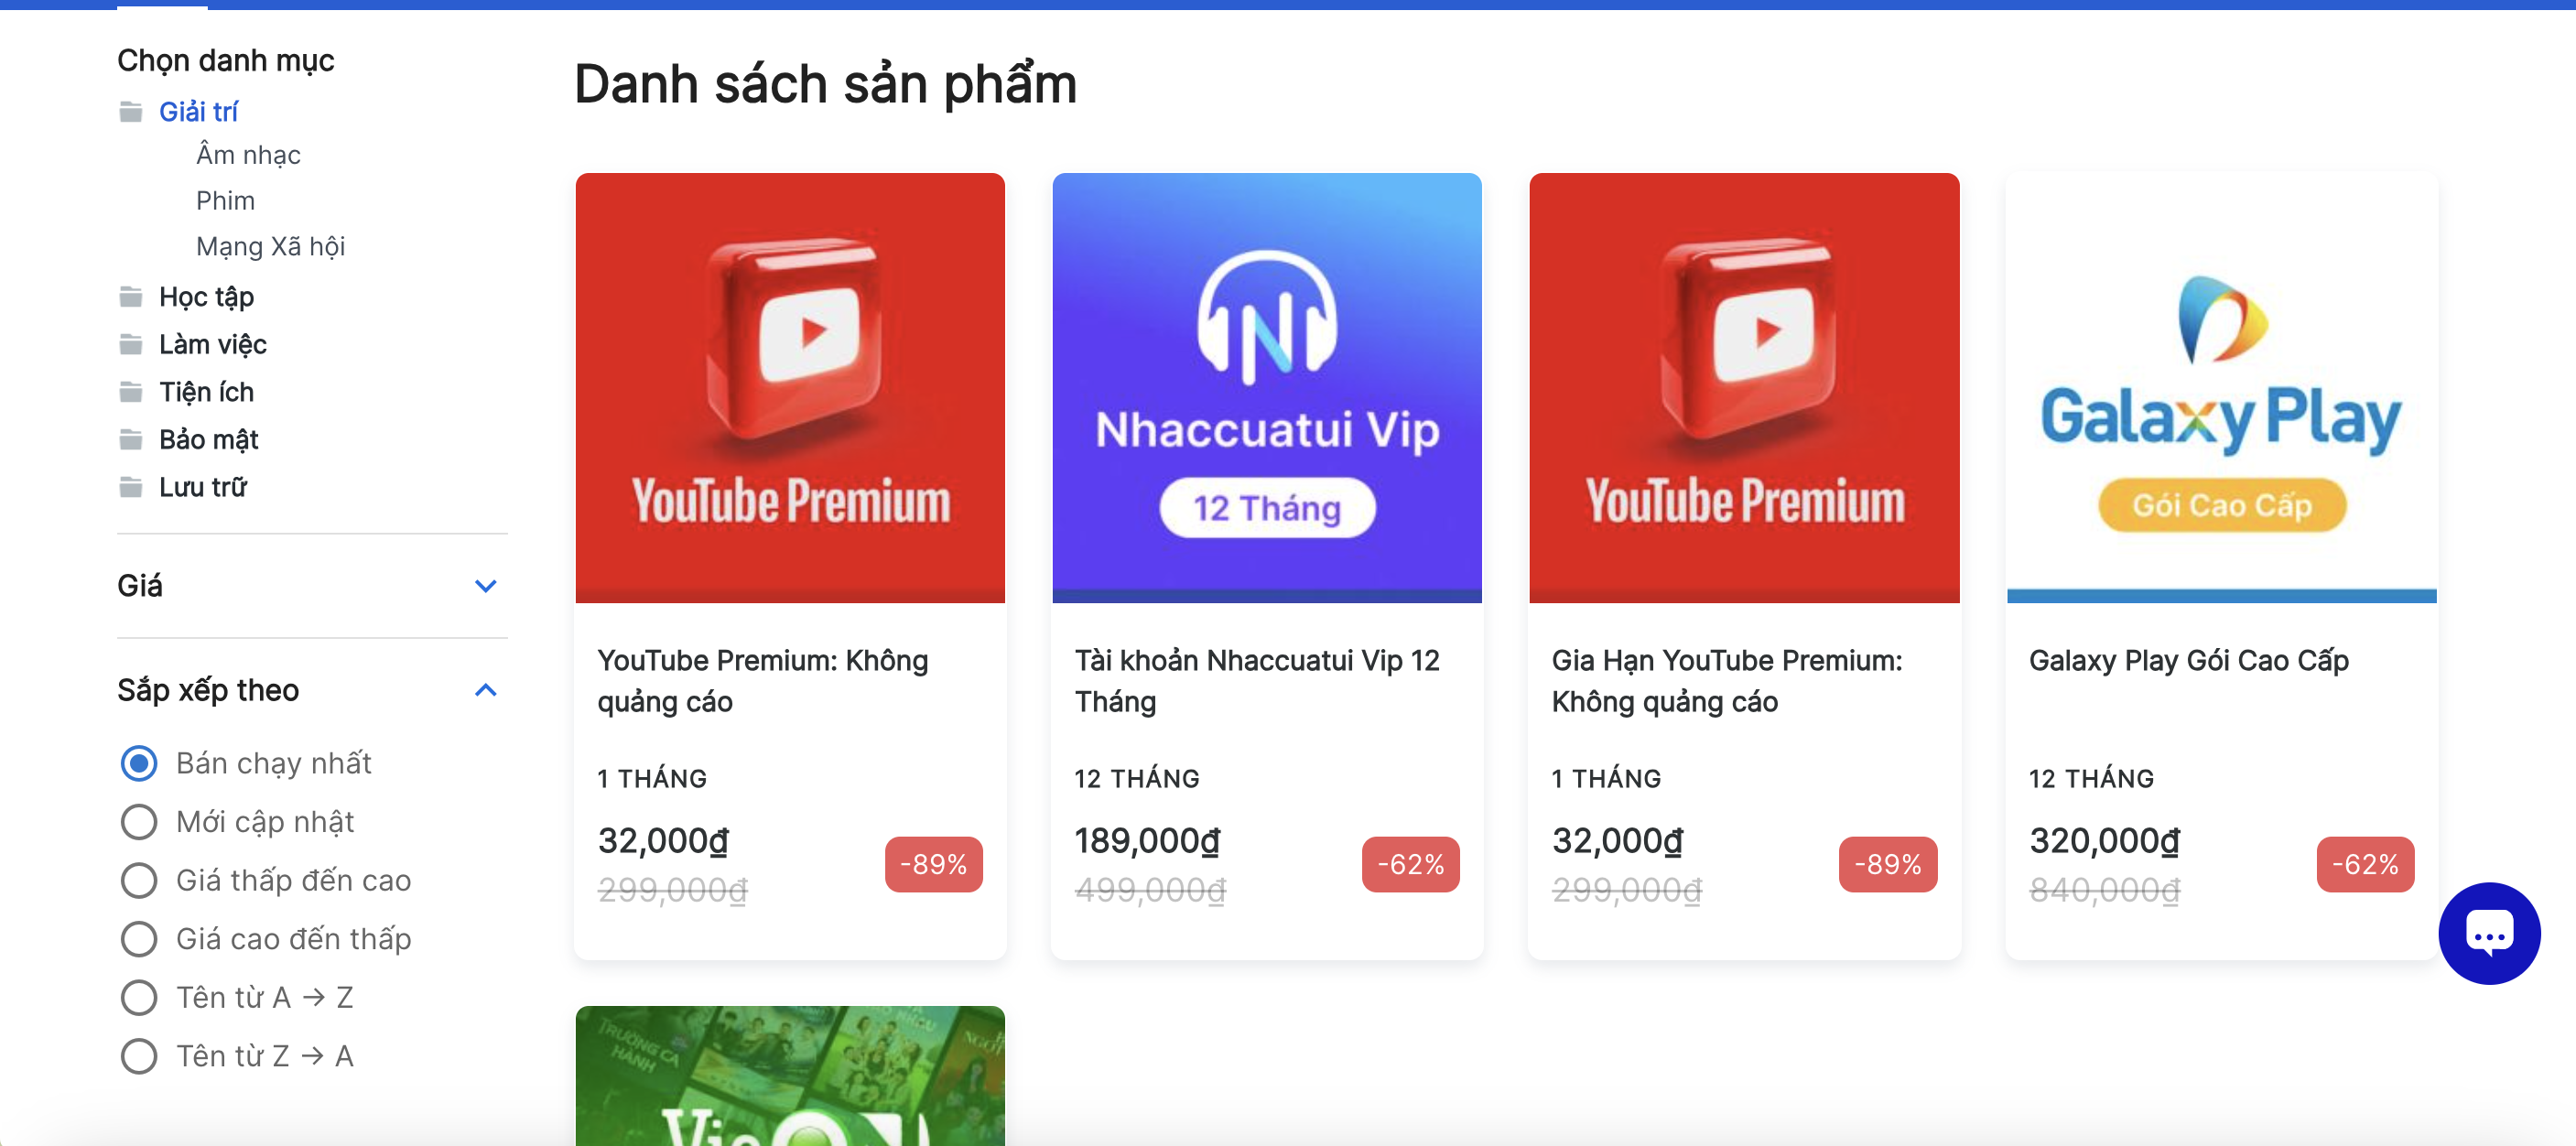 Chọn danh mục
Giải trí
Âm nhạc
Phim
Mạng Xã hội
Học tập
Làm việc
Tiện ích
Bảo mật
Lưu trữ
Giá
Sắp xếp theo
Bán chạy nhất
Mới cập nhật
Giá thấp đến cao
Giá cao đến thấp
Tên từ A → Z
Tên từ Z → A
Danh sách sản phẩm
YouTube Premium
YouTube Premium: Không
quảng cáo
1 THÁNG
32,000₫
299,000₫
-89%
Nhaccuatui Vip
12 Tháng
Tài khoản Nhaccuatui Vip 12
Tháng
12 THÁNG
189,000₫
499,000₫
-62%
YouTube Premium
Gia Hạn YouTube Premium:
Không quảng cáo
1 THÁNG
32,000₫
299,000₫
-89%
Galaxy Play
Gói Cao Cấp
Galaxy Play Gói Cao Cấp
12 THÁNG
320,000₫
840,000₫
-62%
TRƯỜNG CA
HÀNH